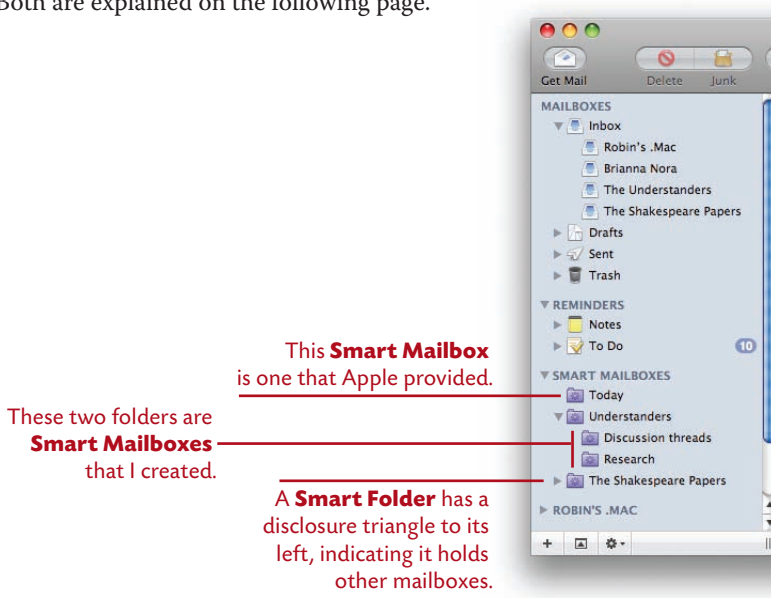 Both are explained on the following page.
Get Mail
Delete
Junk
MAILBOXES
Inbox
Robin's .Mac
Brianna Nora
The Understanders
The Shakespeare Papers
Drafts
Sent
Trash
REMINDERS
Notes
To Do
10
SMART MAILBOXES
Today
Understanders
Discussion threads
Research
The Shakespeare Papers
ROBIN'S .MAC
This Smart Mailbox
is one that Apple provided.
These two folders are
Smart Mailboxes
that I created.
A Smart Folder has a
disclosure triangle to its
left, indicating it holds
other mailboxes.